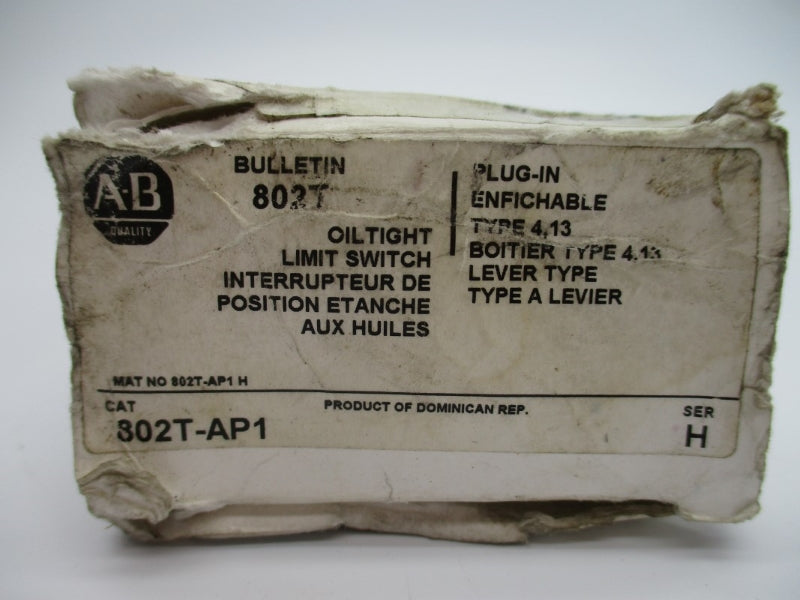 A-B
QUALITY
BULLETIN
802T
OILTIGHT
LIMIT SWITCH
INTERRUPTEUR DE
POSITION ETANCHE
AUX HUILES
PLUG-IN
ENFICHABLE
TYPE 4,13
BOITIER TYPE 4,13
LEVER TYPE
TYPE A LEVIER
MAT NO 802T-AP1 H
CAT
802T-AP1
PRODUCT OF DOMINICAN REP.
SER
H